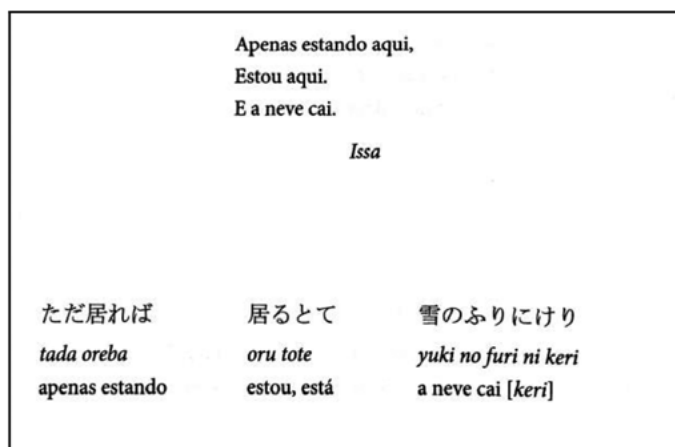 Apenas estando aqui,
Estou aqui.
E a neve cai.
Issa
ただ居れば 居るとて 雪のふりにけり
tada oreba oru tote yuki no furi ni keri
apenas estando estou, está a neve cai [keri]